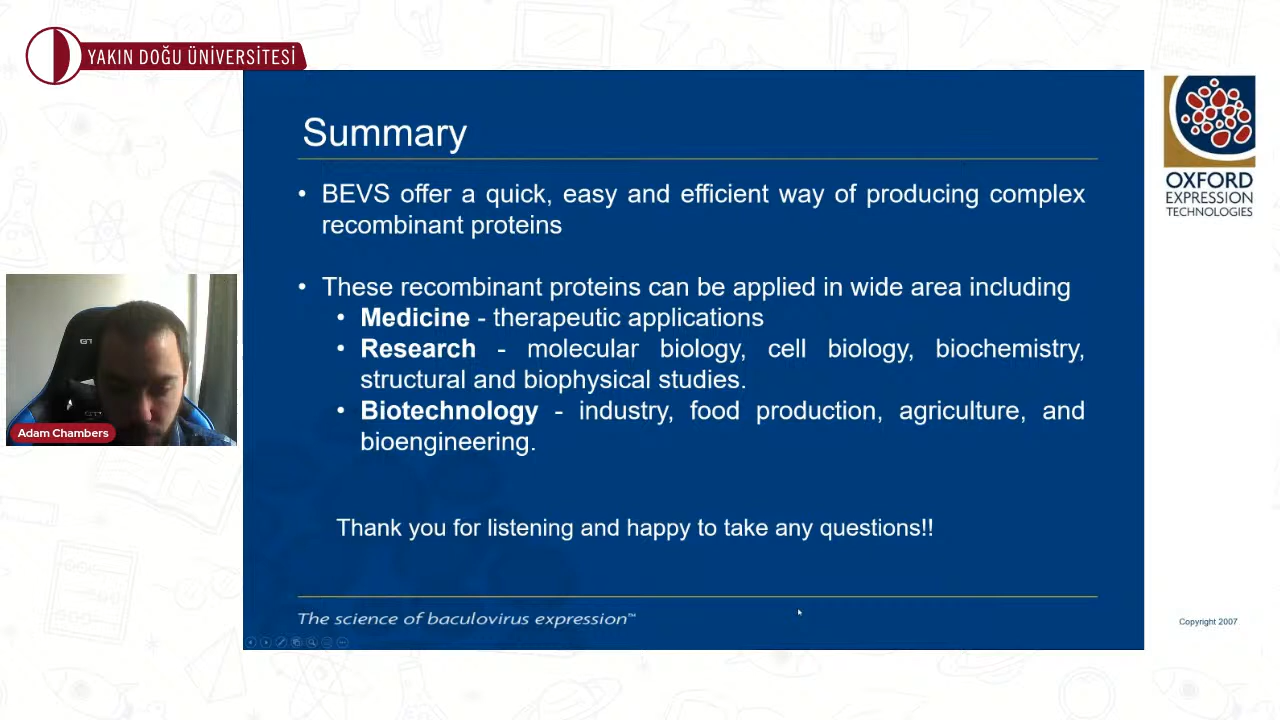 YAKIN DOĞU ÜNİVERSİTESİ
Summary
• BEVS offer a quick, easy and efficient way of producing complex
recombinant proteins
• These recombinant proteins can be applied in wide area including
• Medicine - therapeutic applications
• Research - molecular biology, cell biology, biochemistry,
structural and biophysical studies.
• Biotechnology - industry, food production, agriculture, and
bioengineering.
Thank you for listening and happy to take any questions!!
The science of baculovirus expression™
OXFORD
EXPRESSION
TECHNOLOGIES
Copyright 2007
GT
GT
Adam Chambers